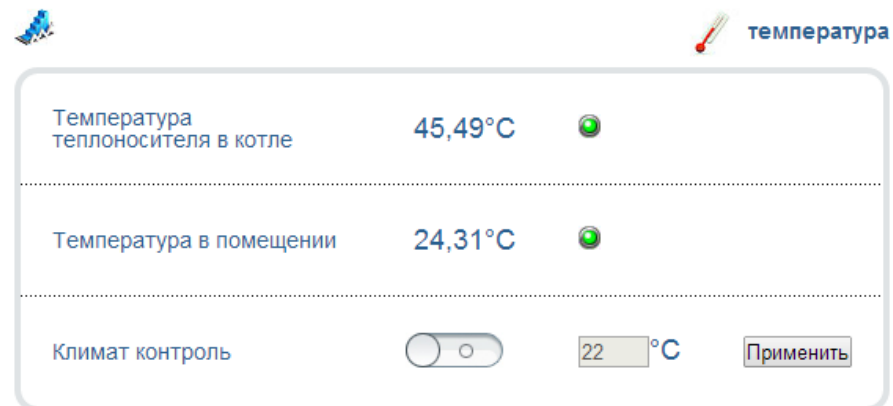 температура
Температура
теплоносителя в котле
45,49°C
Температура в помещении
24,31°C
Климат контроль
22
°C
Применить